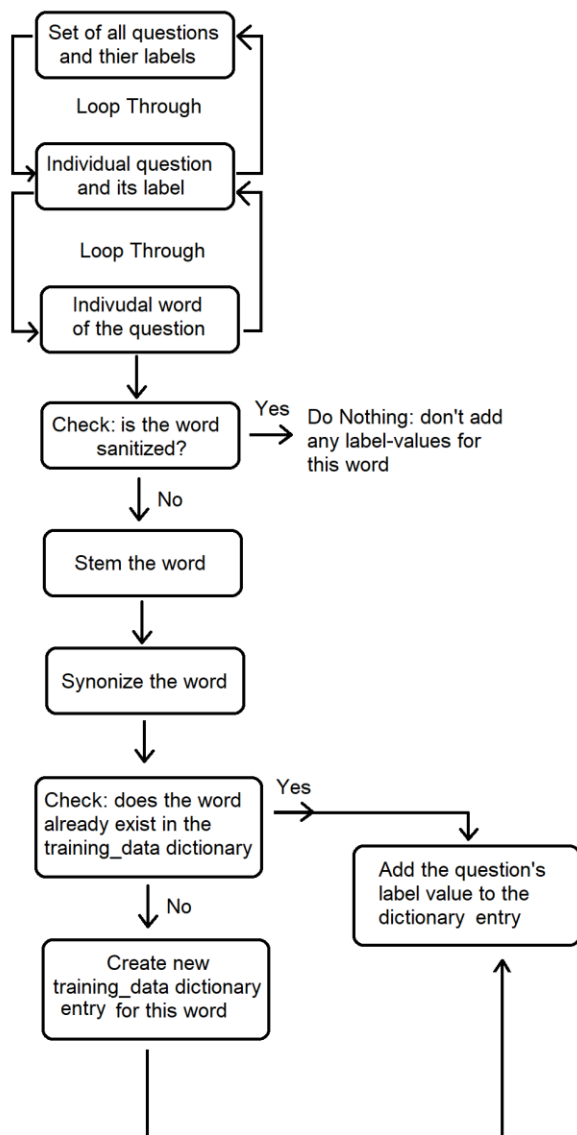 Set of all questions
and thier labels
Loop Through
Individual question
and its label
Loop Through
Indivudal word
of the question
Check: is the word
sanitized?
Yes
Do Nothing: don't add
any label-values for
this word
No
Stem the word
Synonize the word
Check: does the word
already exist in the
training_data dictionary
Yes
Add the question's
label value to the
dictionary entry
No
Create new
training_data dictionary
entry for this word